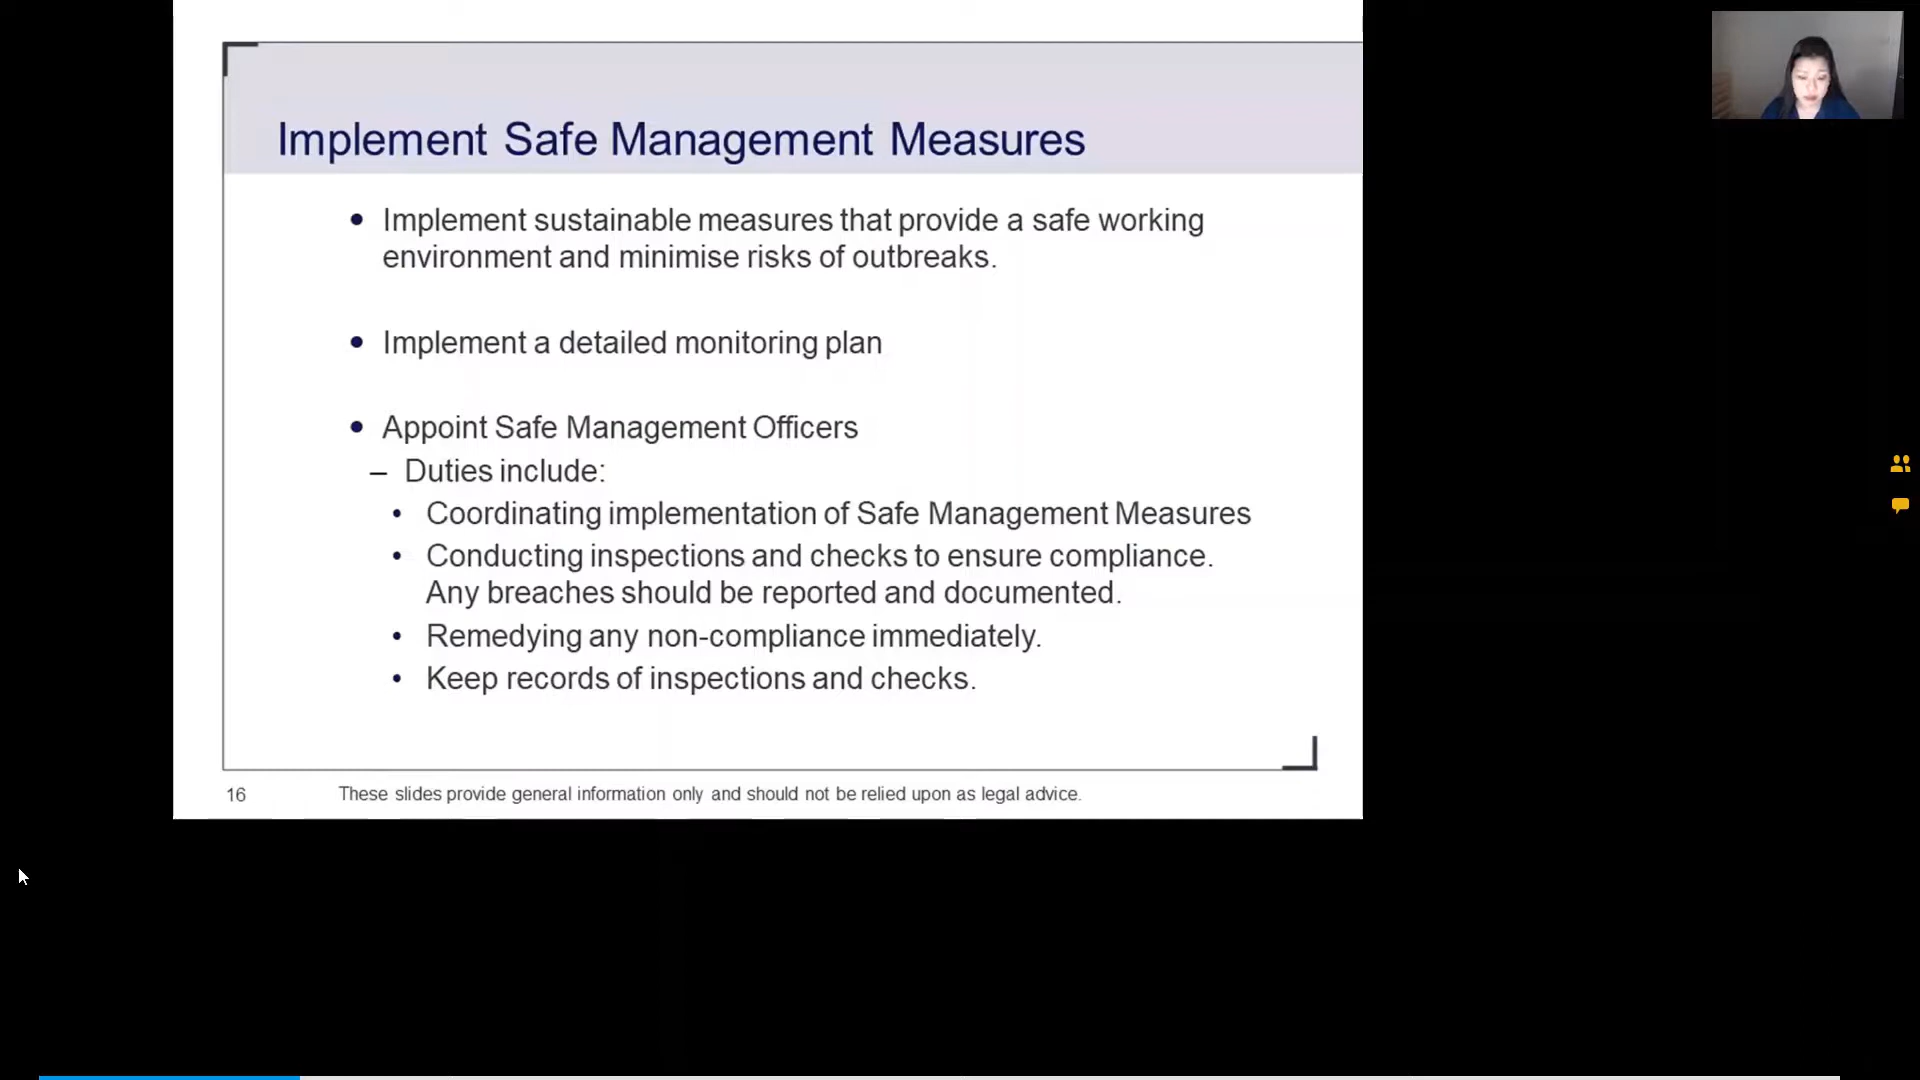 Implement Safe Management Measures
• Implement sustainable measures that provide a safe working
environment and minimise risks of outbreaks.
• Implement a detailed monitoring plan
• Appoint Safe Management Officers
– Duties include:
• Coordinating implementation of Safe Management Measures
• Conducting inspections and checks to ensure compliance.
Any breaches should be reported and documented.
• Remedying any non-compliance immediately.
• Keep records of inspections and checks.
16 These slides provide general information only and should not be relied upon as legal advice.